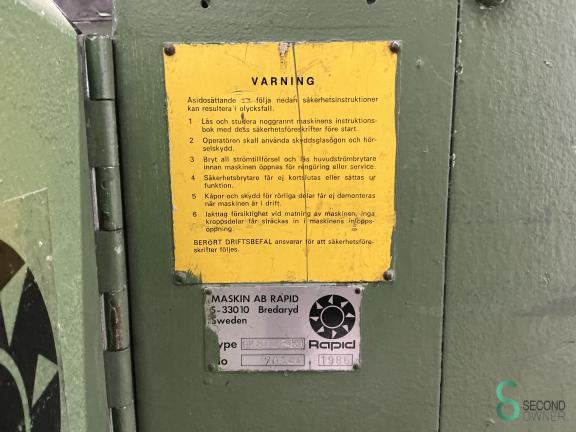 VARNING
Åsidosättande att följa nedan säkerhetsinstruktioner
kan resultera i olycksfall.
1 Läs och studera noggrannt maskinens instruktions-
bok med dess säkerhetsföreskrifter före start.
2 Operatören skall använda skyddsglasögon och hör-
selskydd.
3 Bryt all strömtillförsel och lås huvudströmbrytare
innan maskinen öppnas för rengöring eller service.
4 Säkerhetsbrytare får ej kortslutas eller sättas ur
funktion.
5 Kåpor och skydd för rörliga delar får ej demonteras
när maskinen är i drift.
6 Iakttag försiktighet vid matning av maskinen, inga
kroppsdelar får sträckas in i maskinens inlopps-
öppning.
BERÖRT DRIFTSBEFÄL ansvarar för att säkerhetsföre-
skrifter följes.
MASKIN AB RAPID
S-33010 Bredaryd
Sweden
Type
No 1986
Rapid
SECOND
OWNER